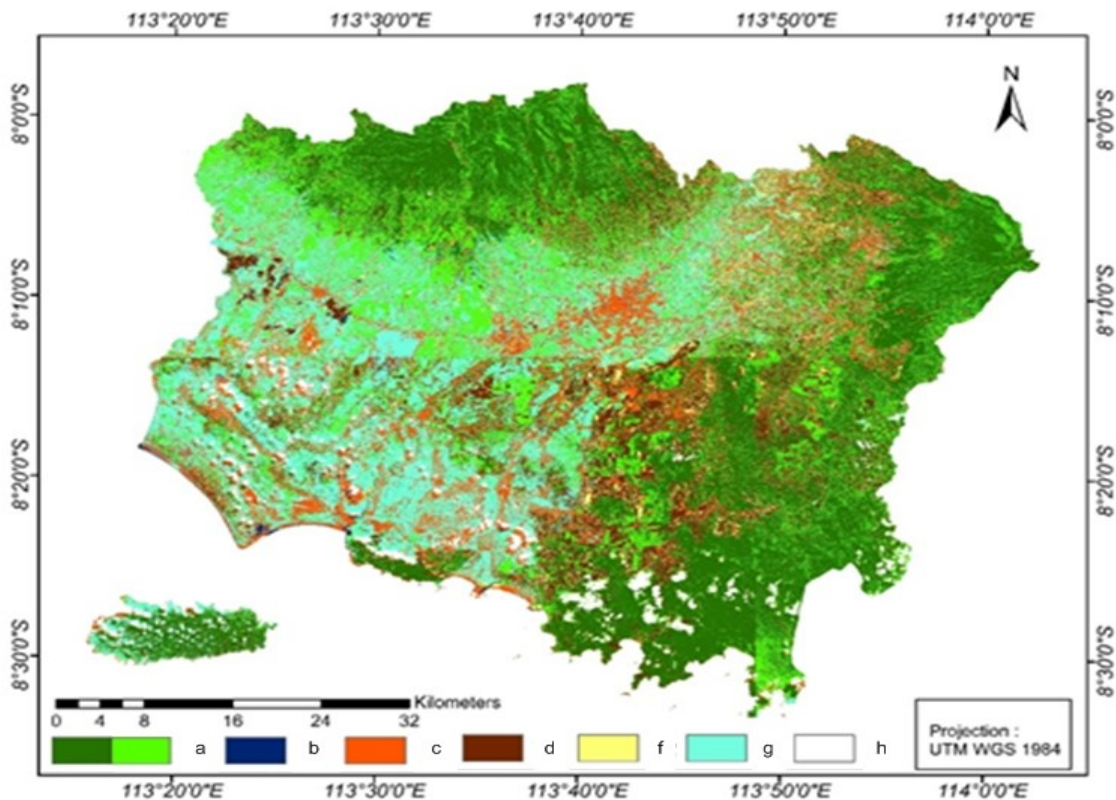 113°20'0"E 113°30'0"E 113°40'0"E 113°50'0"E 114°0'0"E
N
8°0'0"S 8°0'0"S
8°10'0"S 8°10'0"S
8°20'0"S 8°20'0"S
8°30'0"S 8°30'0"S
Kilometers
0 4 8 16 24 32
a b c d f g h
Projection :
UTM WGS 1984
113°20'0"E 113°30'0"E 113°40'0"E 113°50'0"E 114°0'0"E